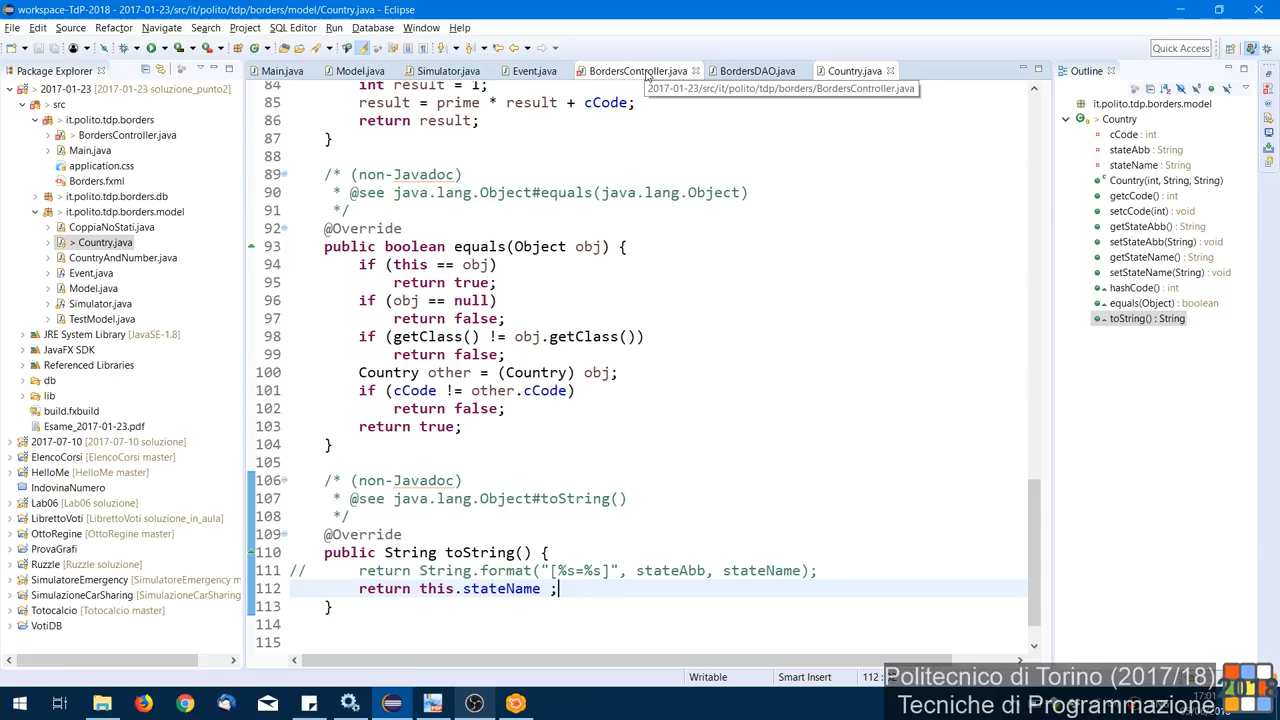 workspace-TdP-2018 - 2017-01-23/src/it/polito/tdp/borders/model/Country.java - Eclipse
File Edit Source Refactor Navigate Search Project SQL Editor Run Database Window Help
Quick Access
Package Explorer
2017-01-23 [2017-01-23 soluzione_punto2]
src
it.polito.tdp.borders
> BordersController.java
Main.java
application.css
Borders.fxml
> it.polito.tdp.borders.db
> it.polito.tdp.borders.model
CoppiaNoStati.java
> Country.java
CountryAndNumber.java
Event.java
Model.java
Simulator.java
TestModel.java
JRE System Library [JavaSE-1.8]
JavaFX SDK
Referenced Libraries
db
lib
build.fxbuild
Esame_2017-01-23.pdf
2017-07-10 [2017-07-10 soluzione]
ElencoCorsi [ElencoCorsi master]
HelloMe [HelloMe master]
IndovinaNumero
Lab06 [Lab06 soluzione]
LibrettoVoti [LibrettoVoti soluzione_in_aula]
OttoRegine [OttoRegine master]
ProvaGrafi
Ruzzle [Ruzzle master]
SimulatoreEmergency [SimulatoreEmergency
SimulazioneCarSharing [SimulazioneCarSharing
Totocalcio [Totocalcio master]
VotiDB
Main.java Model.java Simulator.java Event.java BordersController.java BordersDAO.java Country.java
2017-01-23/src/it/polito/tdp/borders/BordersController.java
84 int result = 1;
85 result = prime * result + cCode;
86 return result;
87 }
88
89 /* (non-Javadoc)
90 * @see java.lang.Object#equals(java.lang.Object)
91 */
92 @Override
93 public boolean equals(Object obj) {
94 if (this == obj)
95 return true;
96 if (obj == null)
97 return false;
98 if (getClass() != obj.getClass())
99 return false;
100 Country other = (Country) obj;
101 if (cCode != other.cCode)
102 return false;
103 return true;
104 }
105
106 /* (non-Javadoc)
107 * @see java.lang.Object#toString()
108 */
109 @Override
110 public String toString() {
111 // return String.format("[%s=%s]", stateAbb, stateName);
112 return this.stateName ;
113 }
114
115
Outline
it.polito.tdp.borders.model
Country
cCode : int
stateAbb : String
stateName : String
Country(int, String, String)
getcCode() : int
setcCode(int) : void
getStateAbb() : String
setStateAbb(String) : void
getStateName() : String
setStateName(String) : void
hashCode() : int
equals(Object) : boolean
toString() : String
Writable Smart Insert 112 :
Politecnico di Torino (2017/18)
Tecniche di Programmazione
2018
17:01